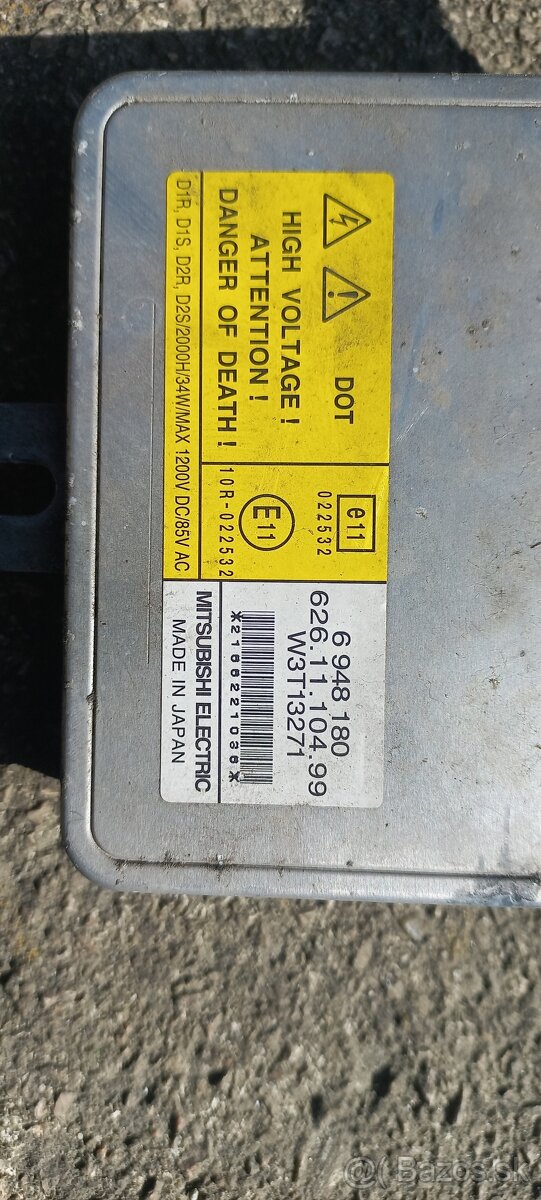 DOT
HIGH VOLTAGE!
ATTENTION!
DANGER OF DEATH!
D1R, D1S, D2R, D2S/2000H/34W/MAX 1200V DC/85V AC
e11
022532
E11
10R-022532
6 948 180
626.11.104.99
W3T13271
*2166221036*
MITSUBISHI ELECTRIC
MADE IN JAPAN
Bazos.sk